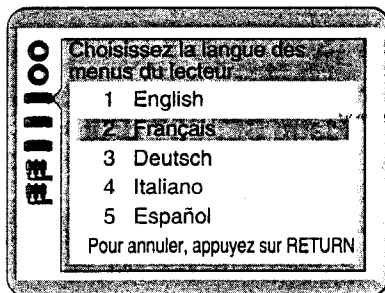 Choisissez la langue des
menus du lecteur...
1 English
2 Français
3 Deutsch
4 Italiano
5 Español
Pour annuler, appuyez sur RETURN